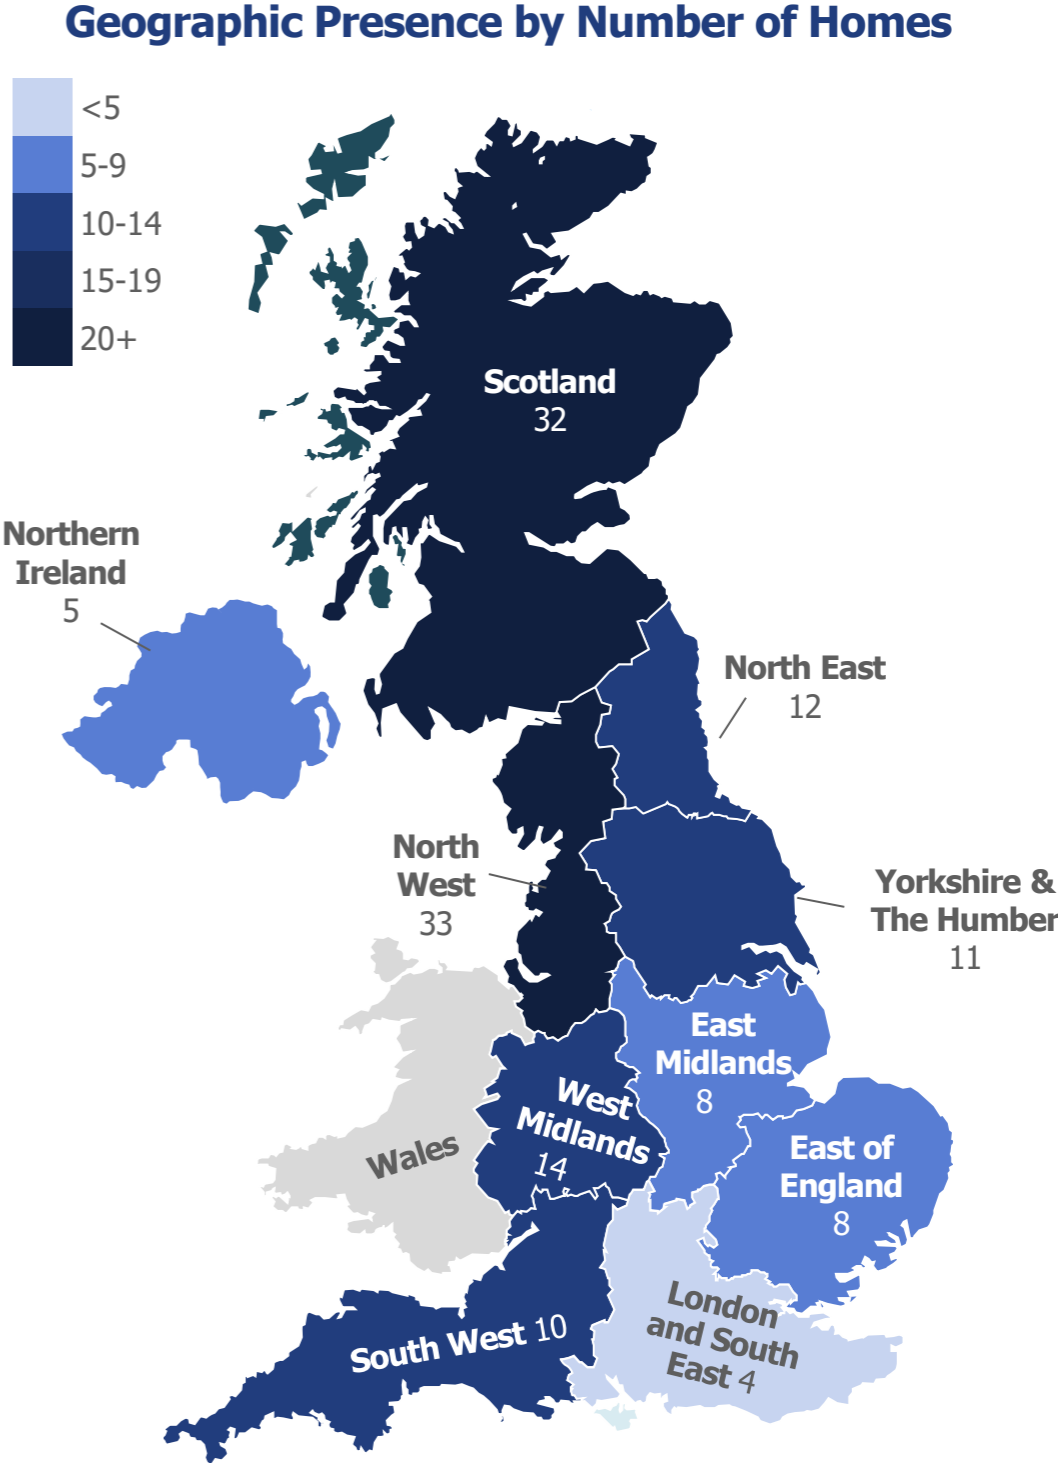 Geographic Presence by Number of Homes
<5
5-9
10-14
15-19
20+
Scotland
32
Northern
Ireland
5
North East
12
North
West
33
Yorkshire &
The Humber
11
East
Midlands
8
West
Midlands
14
Wales
East of
England
8
London
and South
East 4
South West 10